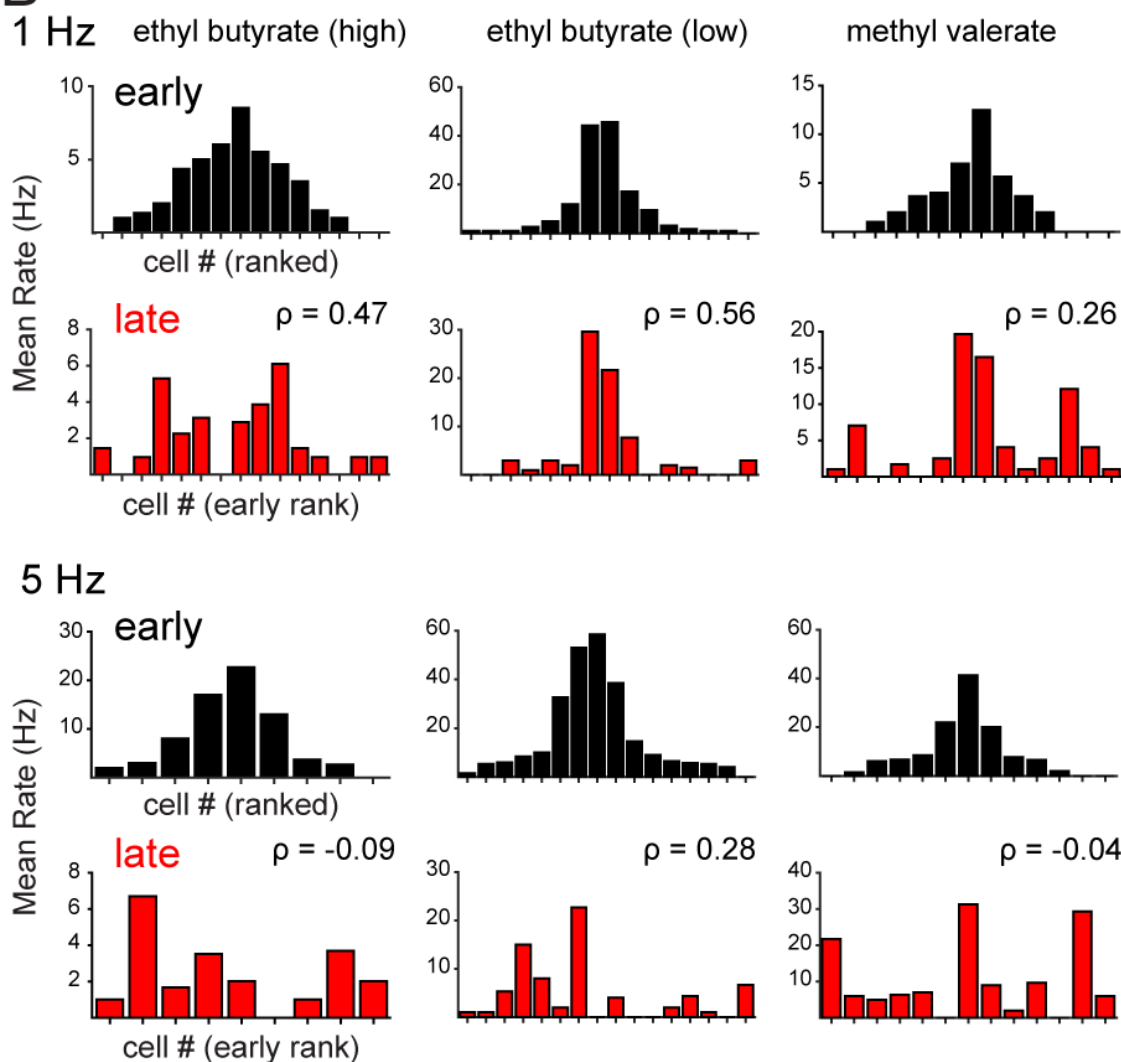 B
1 Hz ethyl butyrate (high) ethyl butyrate (low) methyl valerate
Mean Rate (Hz)
early
10
5
cell # (ranked)
60
40
20
15
10
5
late ρ = 0.47
8
6
4
2
cell # (early rank)
ρ = 0.56
30
20
10
ρ = 0.26
20
15
10
5
5 Hz
Mean Rate (Hz)
early
30
20
10
cell # (ranked)
60
40
20
60
40
20
late ρ = -0.09
8
6
4
2
cell # (early rank)
ρ = 0.28
30
20
10
ρ = -0.04
40
30
20
10